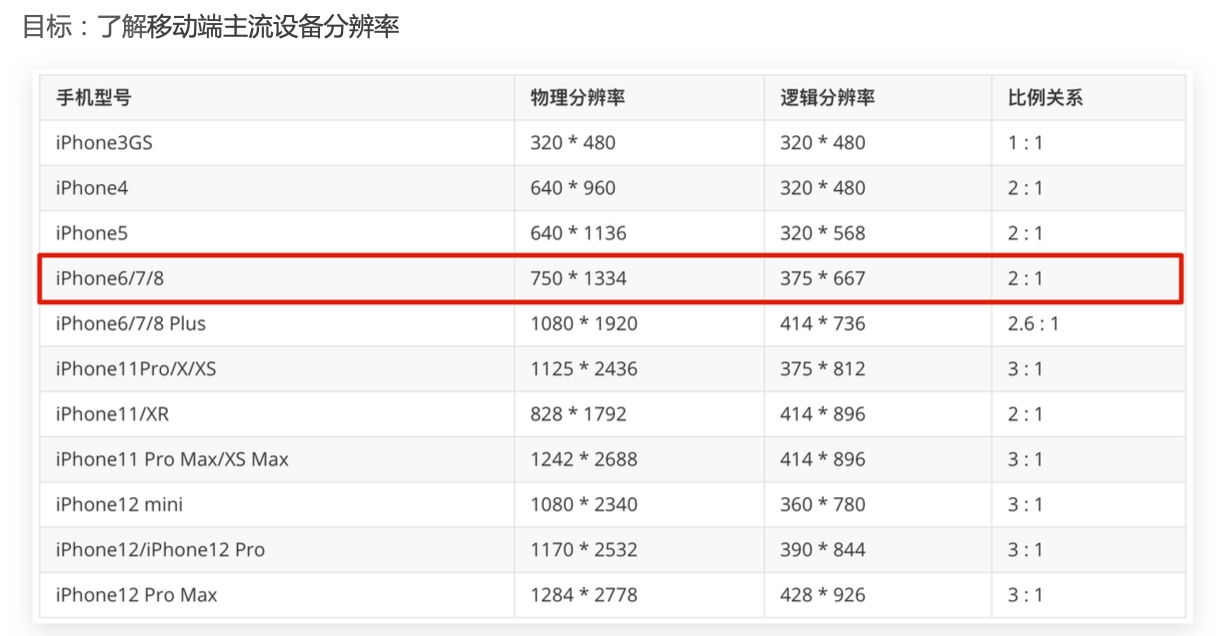 目标：了解移动端主流设备分辨率
手机型号 物理分辨率 逻辑分辨率 比例关系
iPhone3GS 320 * 480 320 * 480 1 : 1
iPhone4 640 * 960 320 * 480 2 : 1
iPhone5 640 * 1136 320 * 568 2 : 1
iPhone6/7/8 750 * 1334 375 * 667 2 : 1
iPhone6/7/8 Plus 1080 * 1920 414 * 736 2.6 : 1
iPhone11Pro/X/XS 1125 * 2436 375 * 812 3 : 1
iPhone11/XR 828 * 1792 414 * 896 2 : 1
iPhone11 Pro Max/XS Max 1242 * 2688 414 * 896 3 : 1
iPhone12 mini 1080 * 2340 360 * 780 3 : 1
iPhone12/iPhone12 Pro 1170 * 2532 390 * 844 3 : 1
iPhone12 Pro Max 1284 * 2778 428 * 926 3 : 1